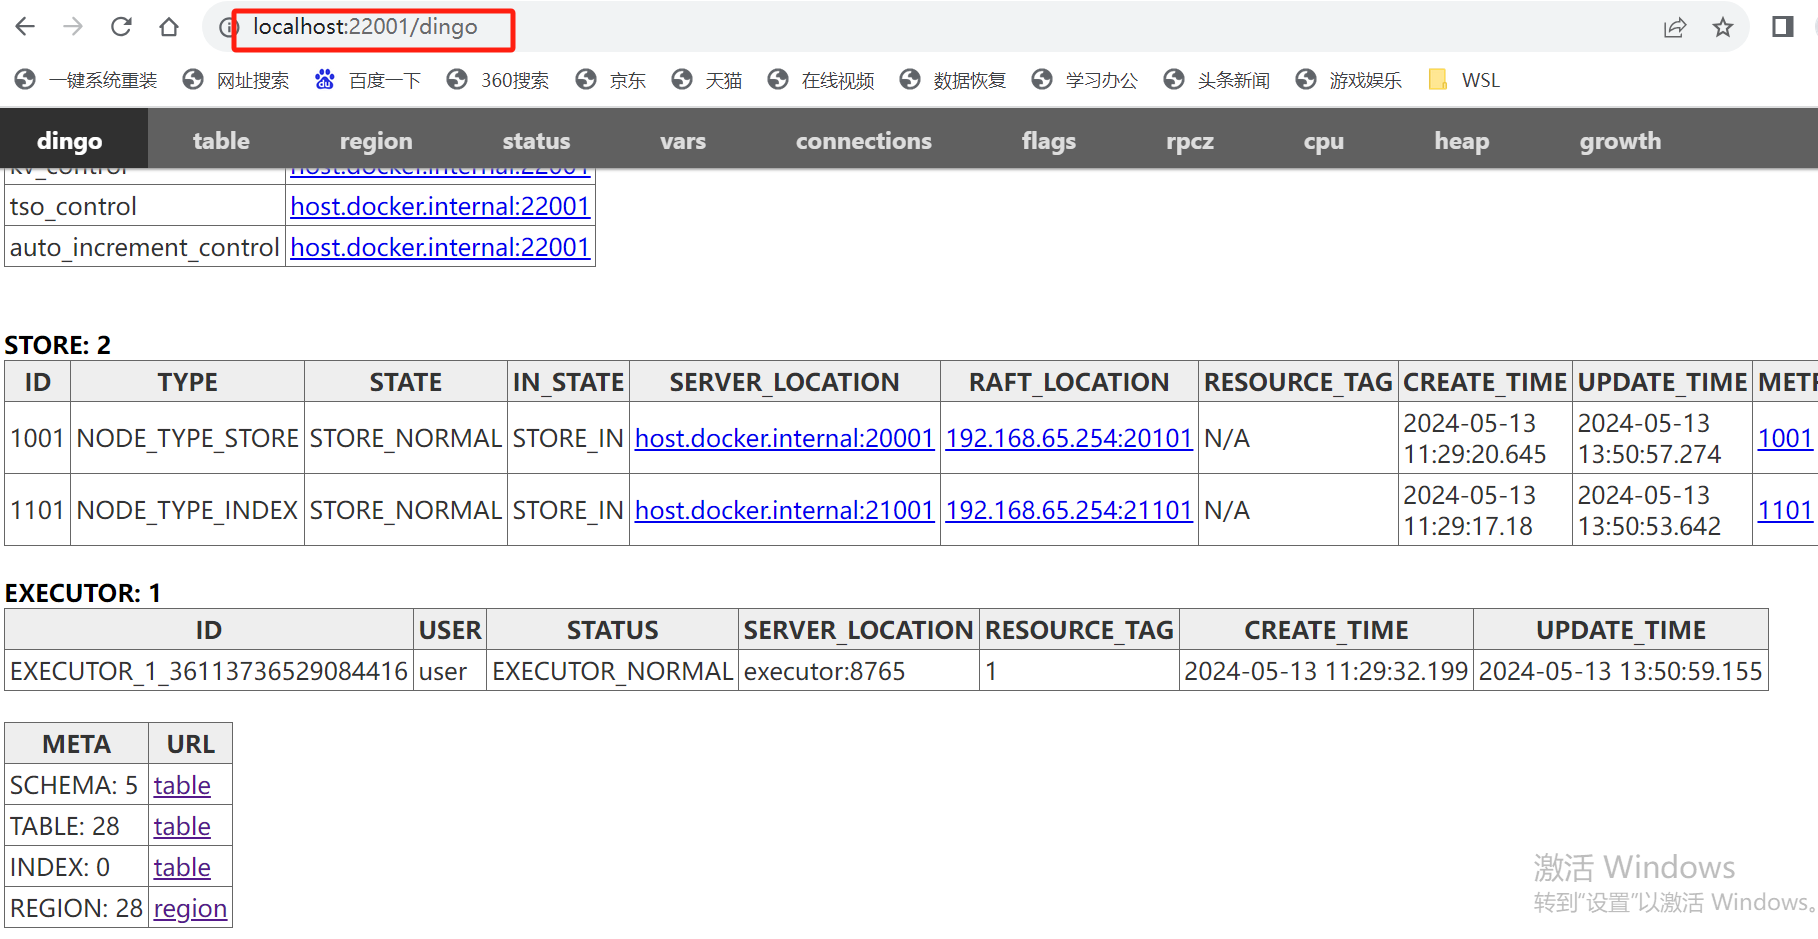 localhost:22001/dingo
一键系统重装 网址搜索 百度一下 360搜索 京东 天猫 在线视频 数据恢复 学习办公 头条新闻 游戏娱乐 WSL
dingo table region status vars connections flags rpcz cpu heap growth
kv_control host.docker.internal:22001
tso_control host.docker.internal:22001
auto_increment_control host.docker.internal:22001
STORE: 2
ID TYPE STATE IN_STATE SERVER_LOCATION RAFT_LOCATION RESOURCE_TAG CREATE_TIME UPDATE_TIME METR
1001 NODE_TYPE_STORE STORE_NORMAL STORE_IN host.docker.internal:20001 192.168.65.254:20101 N/A 2024-05-13 11:29:20.645 2024-05-13 13:50:57.274 1001
1101 NODE_TYPE_INDEX STORE_NORMAL STORE_IN host.docker.internal:21001 192.168.65.254:21101 N/A 2024-05-13 11:29:17.18 2024-05-13 13:50:53.642 1101
EXECUTOR: 1
ID USER STATUS SERVER_LOCATION RESOURCE_TAG CREATE_TIME UPDATE_TIME
EXECUTOR_1_36113736529084416 user EXECUTOR_NORMAL executor:8765 1 2024-05-13 11:29:32.199 2024-05-13 13:50:59.155
META URL
SCHEMA: 5 table
TABLE: 28 table
INDEX: 0 table
REGION: 28 region
激活 Windows
转到“设置”以激活 Windows。